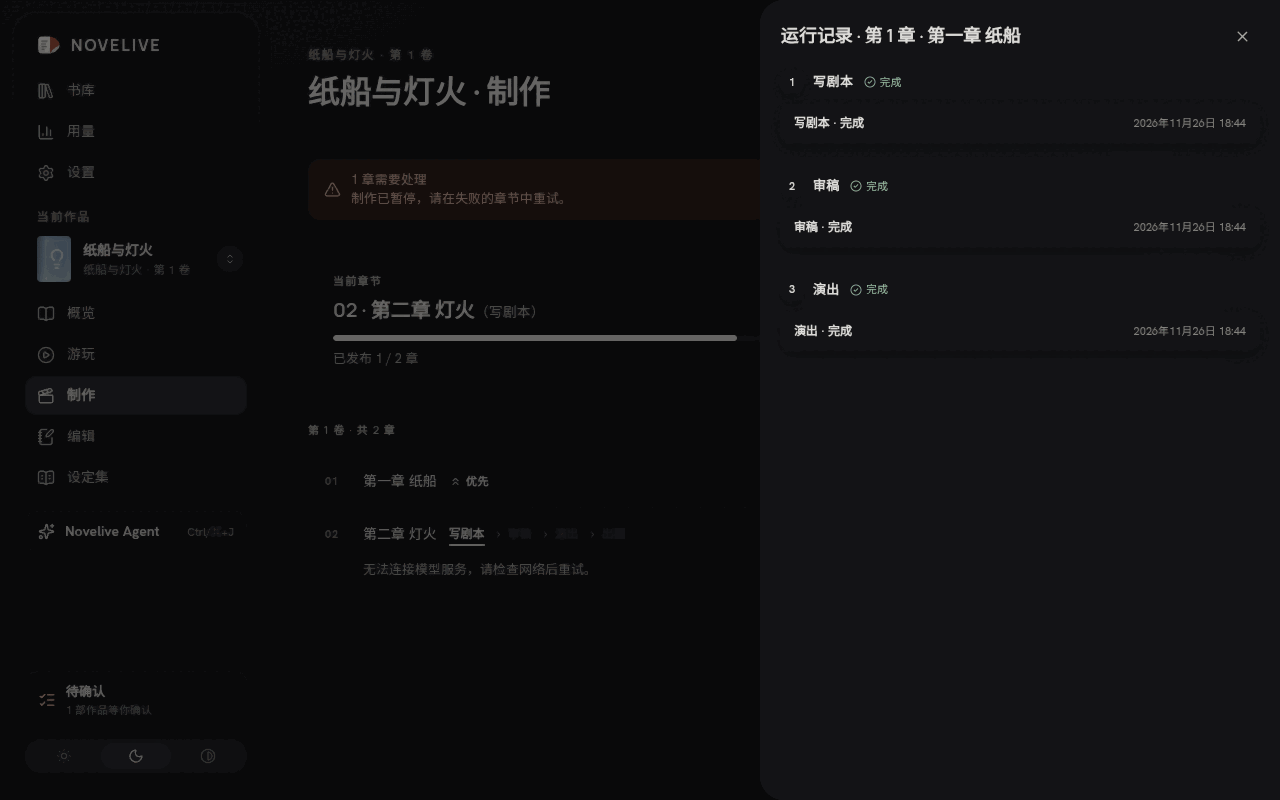 NOVELIVE
书库
用量
设置
当前作品
纸船与灯火
纸船与灯火 · 第 1 卷
概览
游玩
制作
编辑
设定集
Novelive Agent Ctrl/⌘+J
待确认
1 部作品等你确认
纸船与灯火 · 第 1 卷
纸船与灯火 · 制作
1 章需要处理
制作已暂停，请在失败的章节中重试。
当前章节
02 · 第二章 灯火（写剧本）
已发布 1 / 2 章
第 1 卷 · 共 2 章
01 第一章 纸船 优先
02 第二章 灯火 写剧本 › › ›
无法连接模型服务，请检查网络后重试。
运行记录 · 第 1 章 · 第一章 纸船
1 写剧本 完成
写剧本 · 完成 2026年11月26日 18:44
2 审稿 完成
审稿 · 完成 2026年11月26日 18:44
3 演出 完成
演出 · 完成 2026年11月26日 18:44